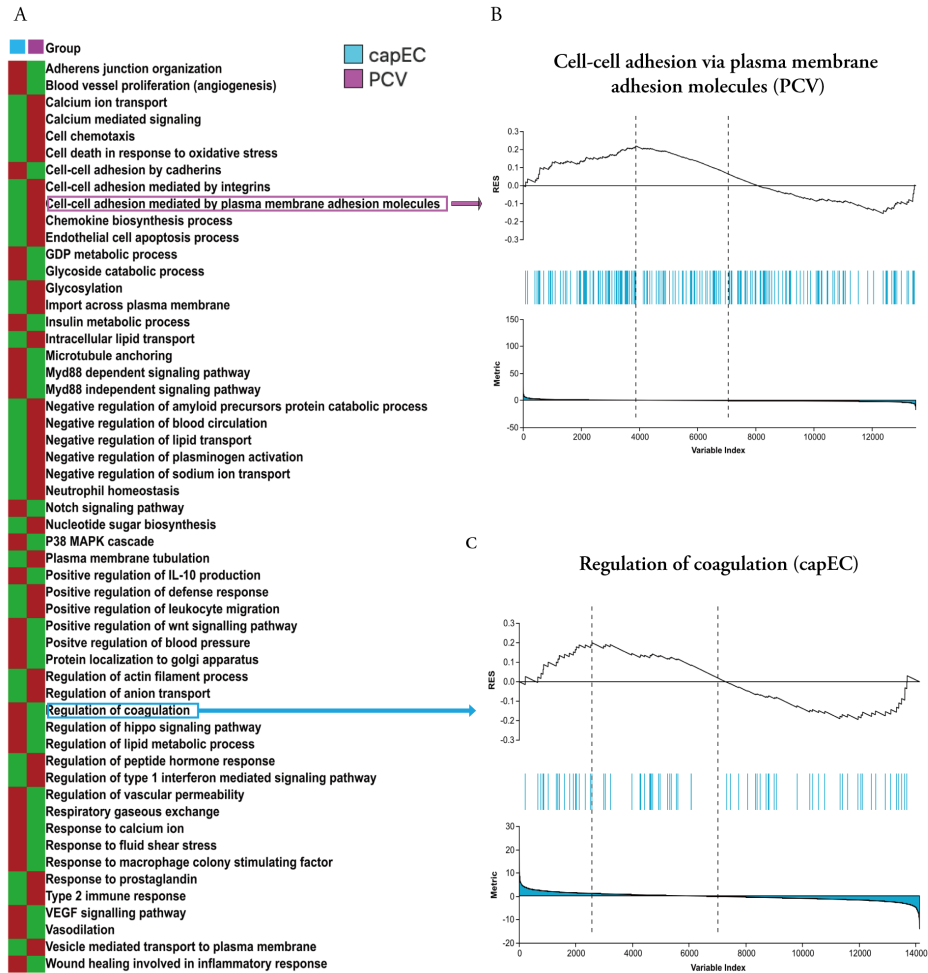 A
Group
capEC
PCV
Adherens junction organization
Blood vessel proliferation (angiogenesis)
Calcium ion transport
Calcium mediated signaling
Cell chemotaxis
Cell death in response to oxidative stress
Cell-cell adhesion by cadherins
Cell-cell adhesion mediated by integrins
Cell-cell adhesion mediated by plasma membrane adhesion molecules
Chemokine biosynthesis process
Endothelial cell apoptosis process
GDP metabolic process
Glycoside catabolic process
Glycosylation
Import across plasma membrane
Insulin metabolic process
Intracellular lipid transport
Microtubule anchoring
Myd88 dependent signaling pathway
Myd88 independent signaling pathway
Negative regulation of amyloid precursors protein catabolic process
Negative regulation of blood circulation
Negative regulation of lipid transport
Negative regulation of plasminogen activation
Negative regulation of sodium ion transport
Neutrophil homeostasis
Notch signaling pathway
Nucleotide sugar biosynthesis
P38 MAPK cascade
Plasma membrane tubulation
Positive regulation of IL-10 production
Positive regulation of defense response
Positive regulation of leukocyte migration
Positive regulation of wnt signalling pathway
Positve regulation of blood pressure
Protein localization to golgi apparatus
Regulation of actin filament process
Regulation of anion transport
Regulation of coagulation
Regulation of hippo signaling pathway
Regulation of lipid metabolic process
Regulation of peptide hormone response
Regulation of type 1 interferon mediated signaling pathway
Regulation of vascular permeability
Respiratory gaseous exchange
Response to calcium ion
Response to fluid shear stress
Response to macrophage colony stimulating factor
Response to prostaglandin
Type 2 immune response
VEGF signalling pathway
Vasodilation
Vesicle mediated transport to plasma membrane
Wound healing involved in inflammatory response
B
Cell-cell adhesion via plasma membrane
adhesion molecules (PCV)
0.3
0.2
0.1
0.0
-0.1
-0.2
-0.3
RES
150
100
50
0
-50
Metric
0 2000 4000 6000 8000 10000 12000
Variable Index
C
Regulation of coagulation (capEC)
0.3
0.2
0.1
0.0
-0.1
-0.2
-0.3
RES
30
20
10
0
-10
-20
Metric
0 2000 4000 6000 8000 10000 12000 14000
Variable Index